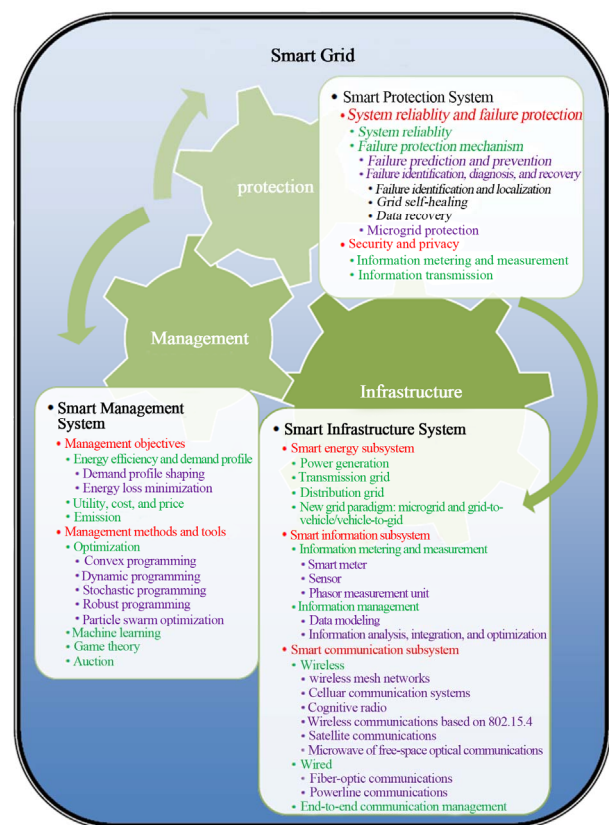 Smart Grid
protection
• Smart Protection System
• System reliablity and failure protection
• System reliablity
• Failure protection mechanism
• Failure prediction and prevention
• Failure identification, diagnosis, and recovery
• Failure identification and localization
• Grid self-healing
• Data recovery
• Microgrid protection
• Security and privacy
• Information metering and measurement
• Information transmission
Management
Infrastructure
• Smart Management
System
• Management objectives
• Energy efficiency and demand profile
• Demand profile shaping
• Energy loss minimization
• Utility, cost, and price
• Emission
• Management methods and tools
• Optimization
• Convex programming
• Dynamic programming
• Stochastic programming
• Robust programming
• Particle swarm optimization
• Machine learning
• Game theory
• Auction
• Smart Infrastructure System
• Smart energy subsystem
• Power generation
• Transmission grid
• Distribution grid
• New grid paradigm: microgrid and grid-to-
vehicle/vehicle-to-gid
• Smart information subsystem
• Information metering and measurement
• Smart meter
• Sensor
• Phasor measurement unit
• Information management
• Data modeling
• Information analysis, integration, and optimization
• Smart communication subsystem
• Wireless
• wireless mesh networks
• Celluar communication systems
• Cognitive radio
• Wireless communications based on 802.15.4
• Satellite communications
• Microwave of free-space optical communications
• Wired
• Fiber-optic communications
• Powerline communications
• End-to-end communication management